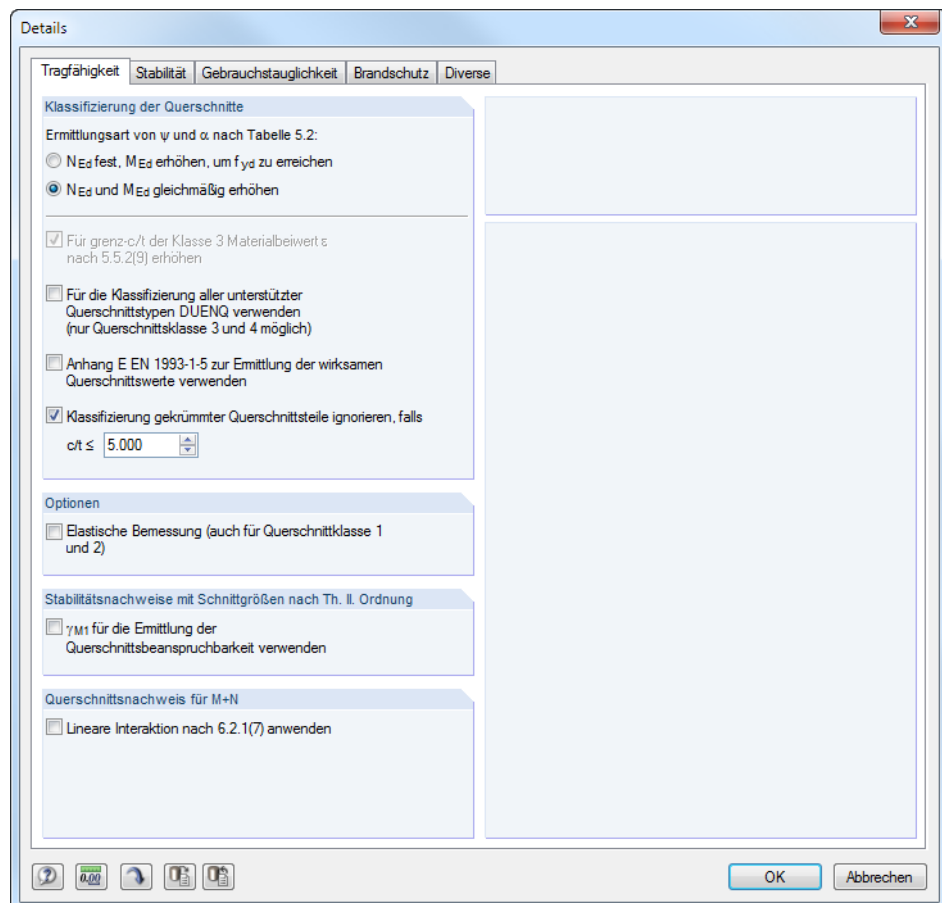 Details
Tragfähigkeit Stabilität Gebrauchstauglichkeit Brandschutz Diverse
Klassifizierung der Querschnitte
Ermittlungsart von ψ und α nach Tabelle 5.2:
NEd fest, MEd erhöhen, um fyd zu erreichen
NEd und MEd gleichmäßig erhöhen
Für grenz-c/t der Klasse 3 Materialbeiwert ε
nach 5.5.2(9) erhöhen
Für die Klassifizierung aller unterstützter
Querschnittstypen DUENQ verwenden
(nur Querschnittsklasse 3 und 4 möglich)
Anhang E EN 1993-1-5 zur Ermittlung der wirksamen
Querschnittswerte verwenden
Klassifizierung gekrümmter Querschnittsteile ignorieren, falls
c/t ≤ 5.000
Optionen
Elastische Bemessung (auch für Querschnittklasse 1
und 2)
Stabilitätsnachweise mit Schnittgrößen nach Th. II. Ordnung
γM1 für die Ermittlung der
Querschnittsbeanspruchbarkeit verwenden
Querschnittsnachweis für M+N
Lineare Interaktion nach 6.2.1(7) anwenden
0.00 OK Abbrechen